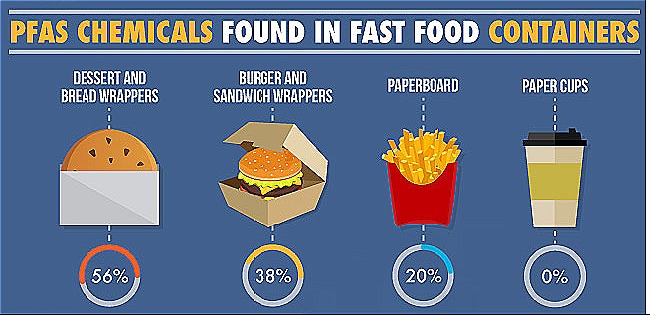 PFAS CHEMICALS FOUND IN FAST FOOD CONTAINERS
DESSERT AND
BREAD WRAPPERS
BURGER AND
SANDWICH WRAPPERS
PAPERBOARD
PAPER CUPS
56%
38%
20%
0%